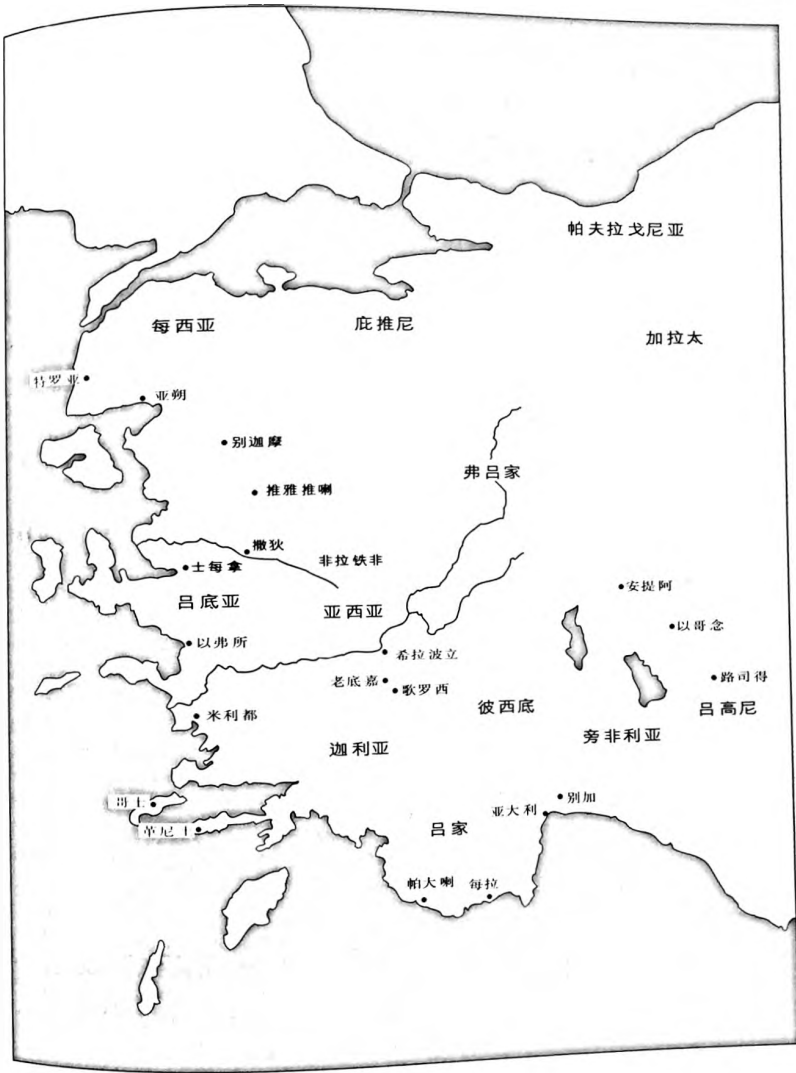 帕夫拉戈尼亚
每西亚
庇推尼
加拉太
特罗亚
亚朔
别迦摩
弗吕家
推雅推喇
撒狄
非拉铁非
士每拿
安提阿
吕底亚
亚西亚
以哥念
以弗所
希拉波立
老底嘉
路司得
歌罗西
彼西底
吕高尼
米利都
旁非利亚
迦利亚
别加
哥士
亚大利
革尼土
吕家
帕大喇
每拉